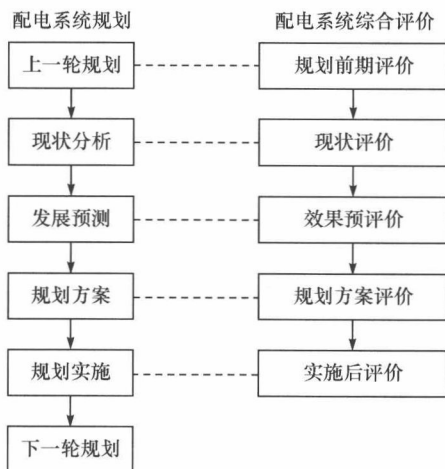 配电系统规划 配电系统综合评价
上一轮规划 规划前期评价
现状分析 现状评价
发展预测 效果预评价
规划方案 规划方案评价
规划实施 实施后评价
下一轮规划